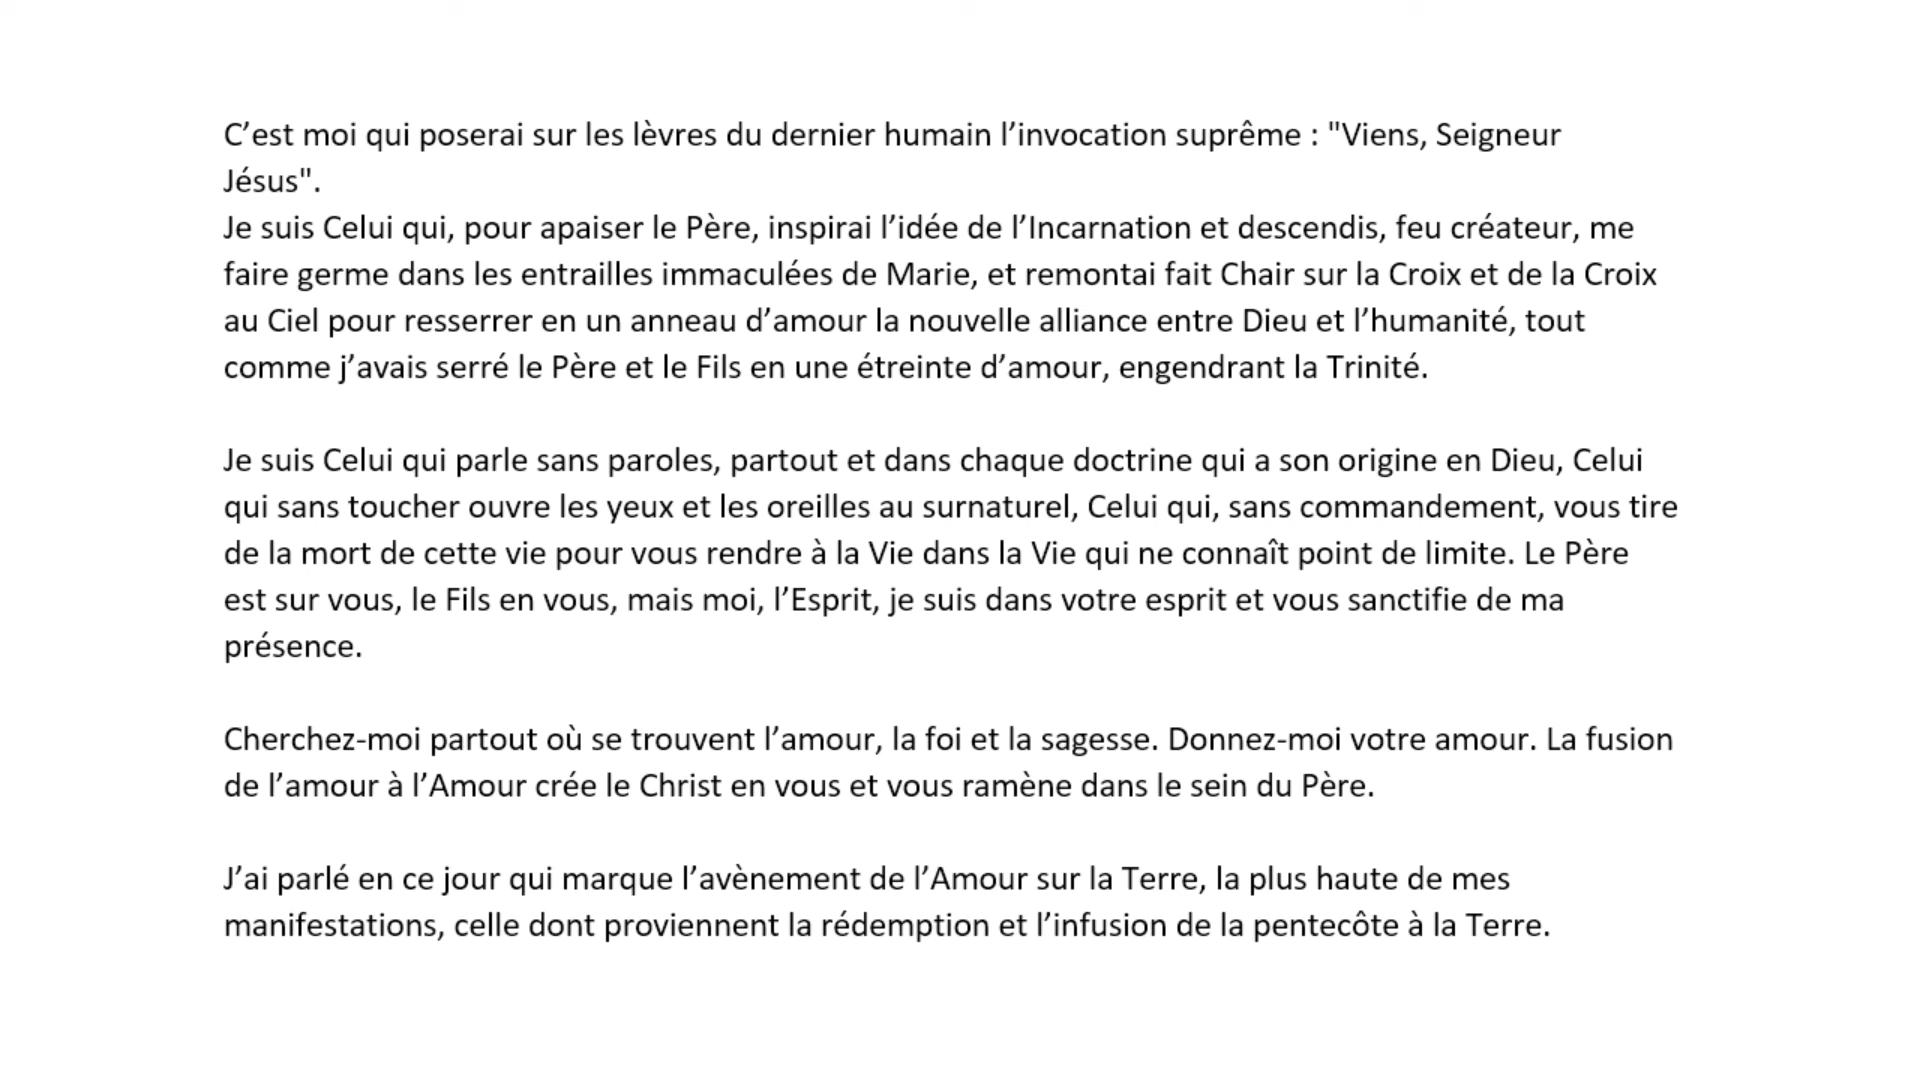 C’est moi qui poserai sur les lèvres du dernier humain l’invocation suprême : "Viens, Seigneur
Jésus".
Je suis Celui qui, pour apaiser le Père, inspirai l’idée de l’Incarnation et descendis, feu créateur, me
faire germe dans les entrailles immaculées de Marie, et remontai fait Chair sur la Croix et de la Croix
au Ciel pour resserrer en un anneau d’amour la nouvelle alliance entre Dieu et l’humanité, tout
comme j’avais serré le Père et le Fils en une étreinte d’amour, engendrant la Trinité.
Je suis Celui qui parle sans paroles, partout et dans chaque doctrine qui a son origine en Dieu, Celui
qui sans toucher ouvre les yeux et les oreilles au surnaturel, Celui qui, sans commandement, vous tire
de la mort de cette vie pour vous rendre à la Vie dans la Vie qui ne connaît point de limite. Le Père
est sur vous, le Fils en vous, mais moi, l’Esprit, je suis dans votre esprit et vous sanctifie de ma
présence.
Cherchez-moi partout où se trouvent l’amour, la foi et la sagesse. Donnez-moi votre amour. La fusion
de l’amour à l’Amour crée le Christ en vous et vous ramène dans le sein du Père.
J’ai parlé en ce jour qui marque l’avènement de l’Amour sur la Terre, la plus haute de mes
manifestations, celle dont proviennent la rédemption et l’infusion de la pentecôte à la Terre.